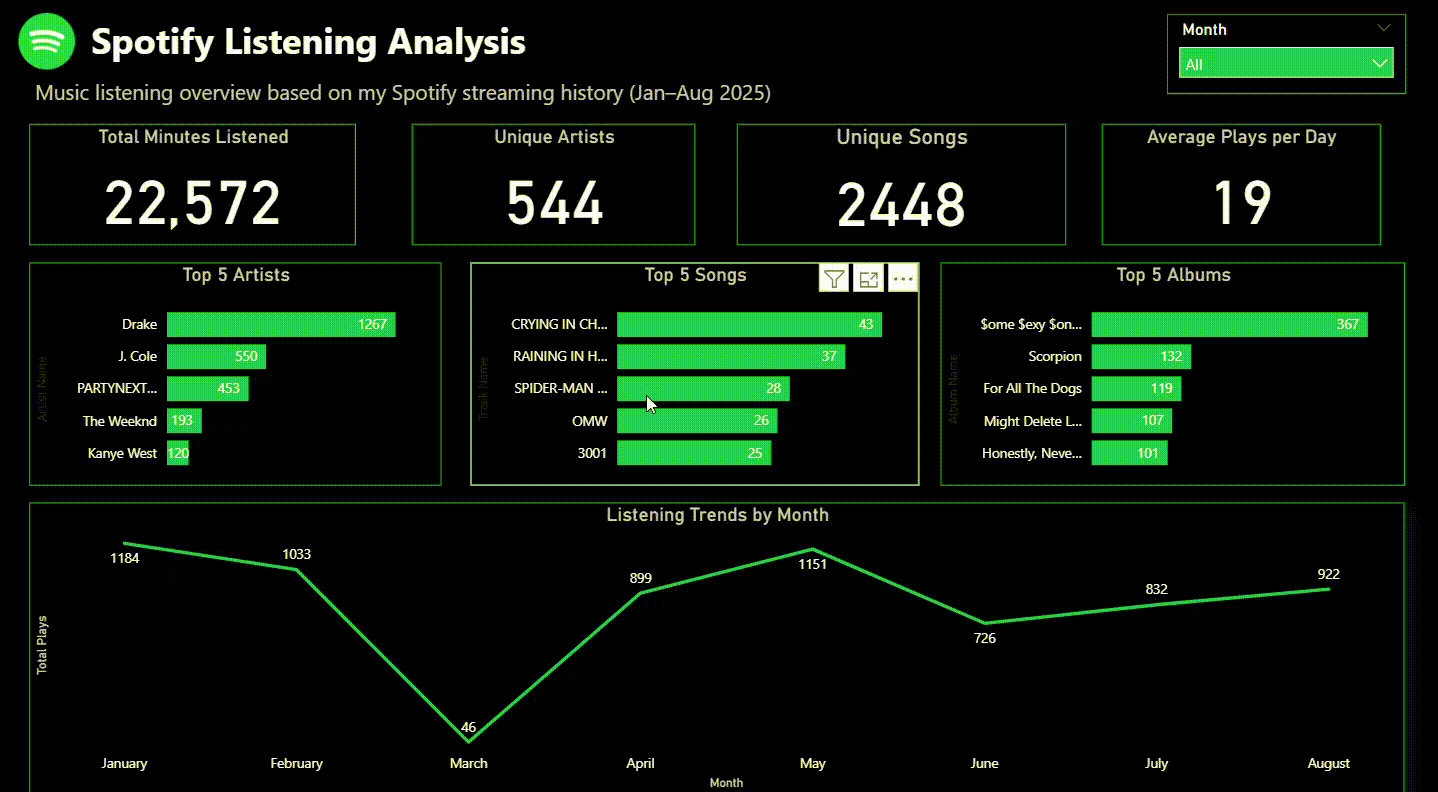 Spotify Listening Analysis
Month
All
Music listening overview based on my Spotify streaming history (Jan–Aug 2025)
Total Minutes Listened
22,572
Unique Artists
544
Unique Songs
2448
Average Plays per Day
19
Top 5 Artists
Artist Name
Drake 1267
J. Cole 550
PARTYNEXT... 453
The Weeknd 193
Kanye West 120
Top 5 Songs
Track Name
CRYING IN CH... 43
RAINING IN H... 37
SPIDER-MAN ... 28
OMW 26
3001 25
Top 5 Albums
Album Name
$ome $exy $on... 367
Scorpion 132
For All The Dogs 119
Might Delete L... 107
Honestly, Neve... 101
Listening Trends by Month
Total Plays
1184
1033
46
899
1151
726
832
922
January February March April May June July August
Month